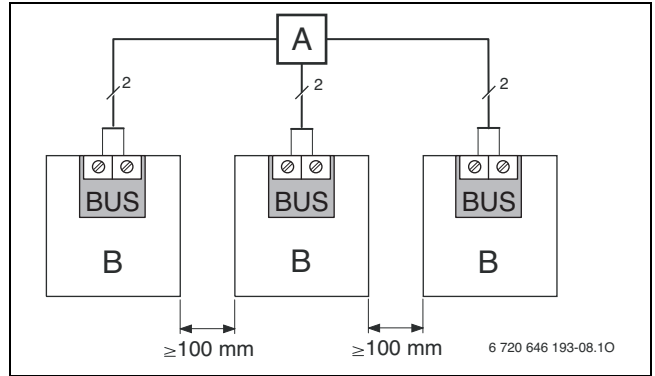 A
2 2 2
BUS BUS BUS
B B B
≥100 mm ≥100 mm
6 720 646 193-08.1O